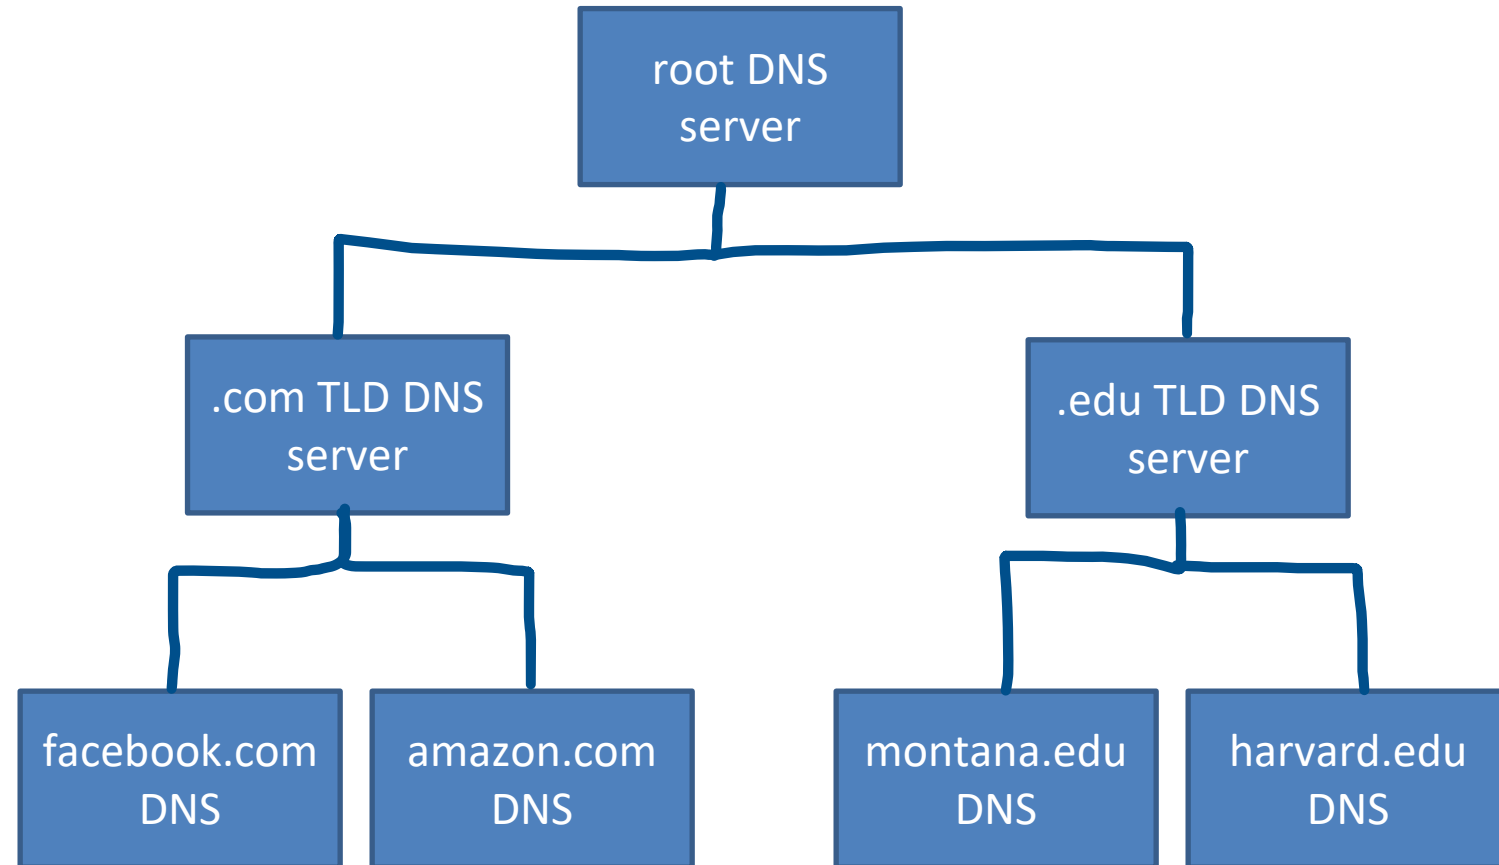 root DNS
server
.com TLD DNS
server
.edu TLD DNS
server
facebook.com
DNS
amazon.com
DNS
montana.edu
DNS
harvard.edu
DNS